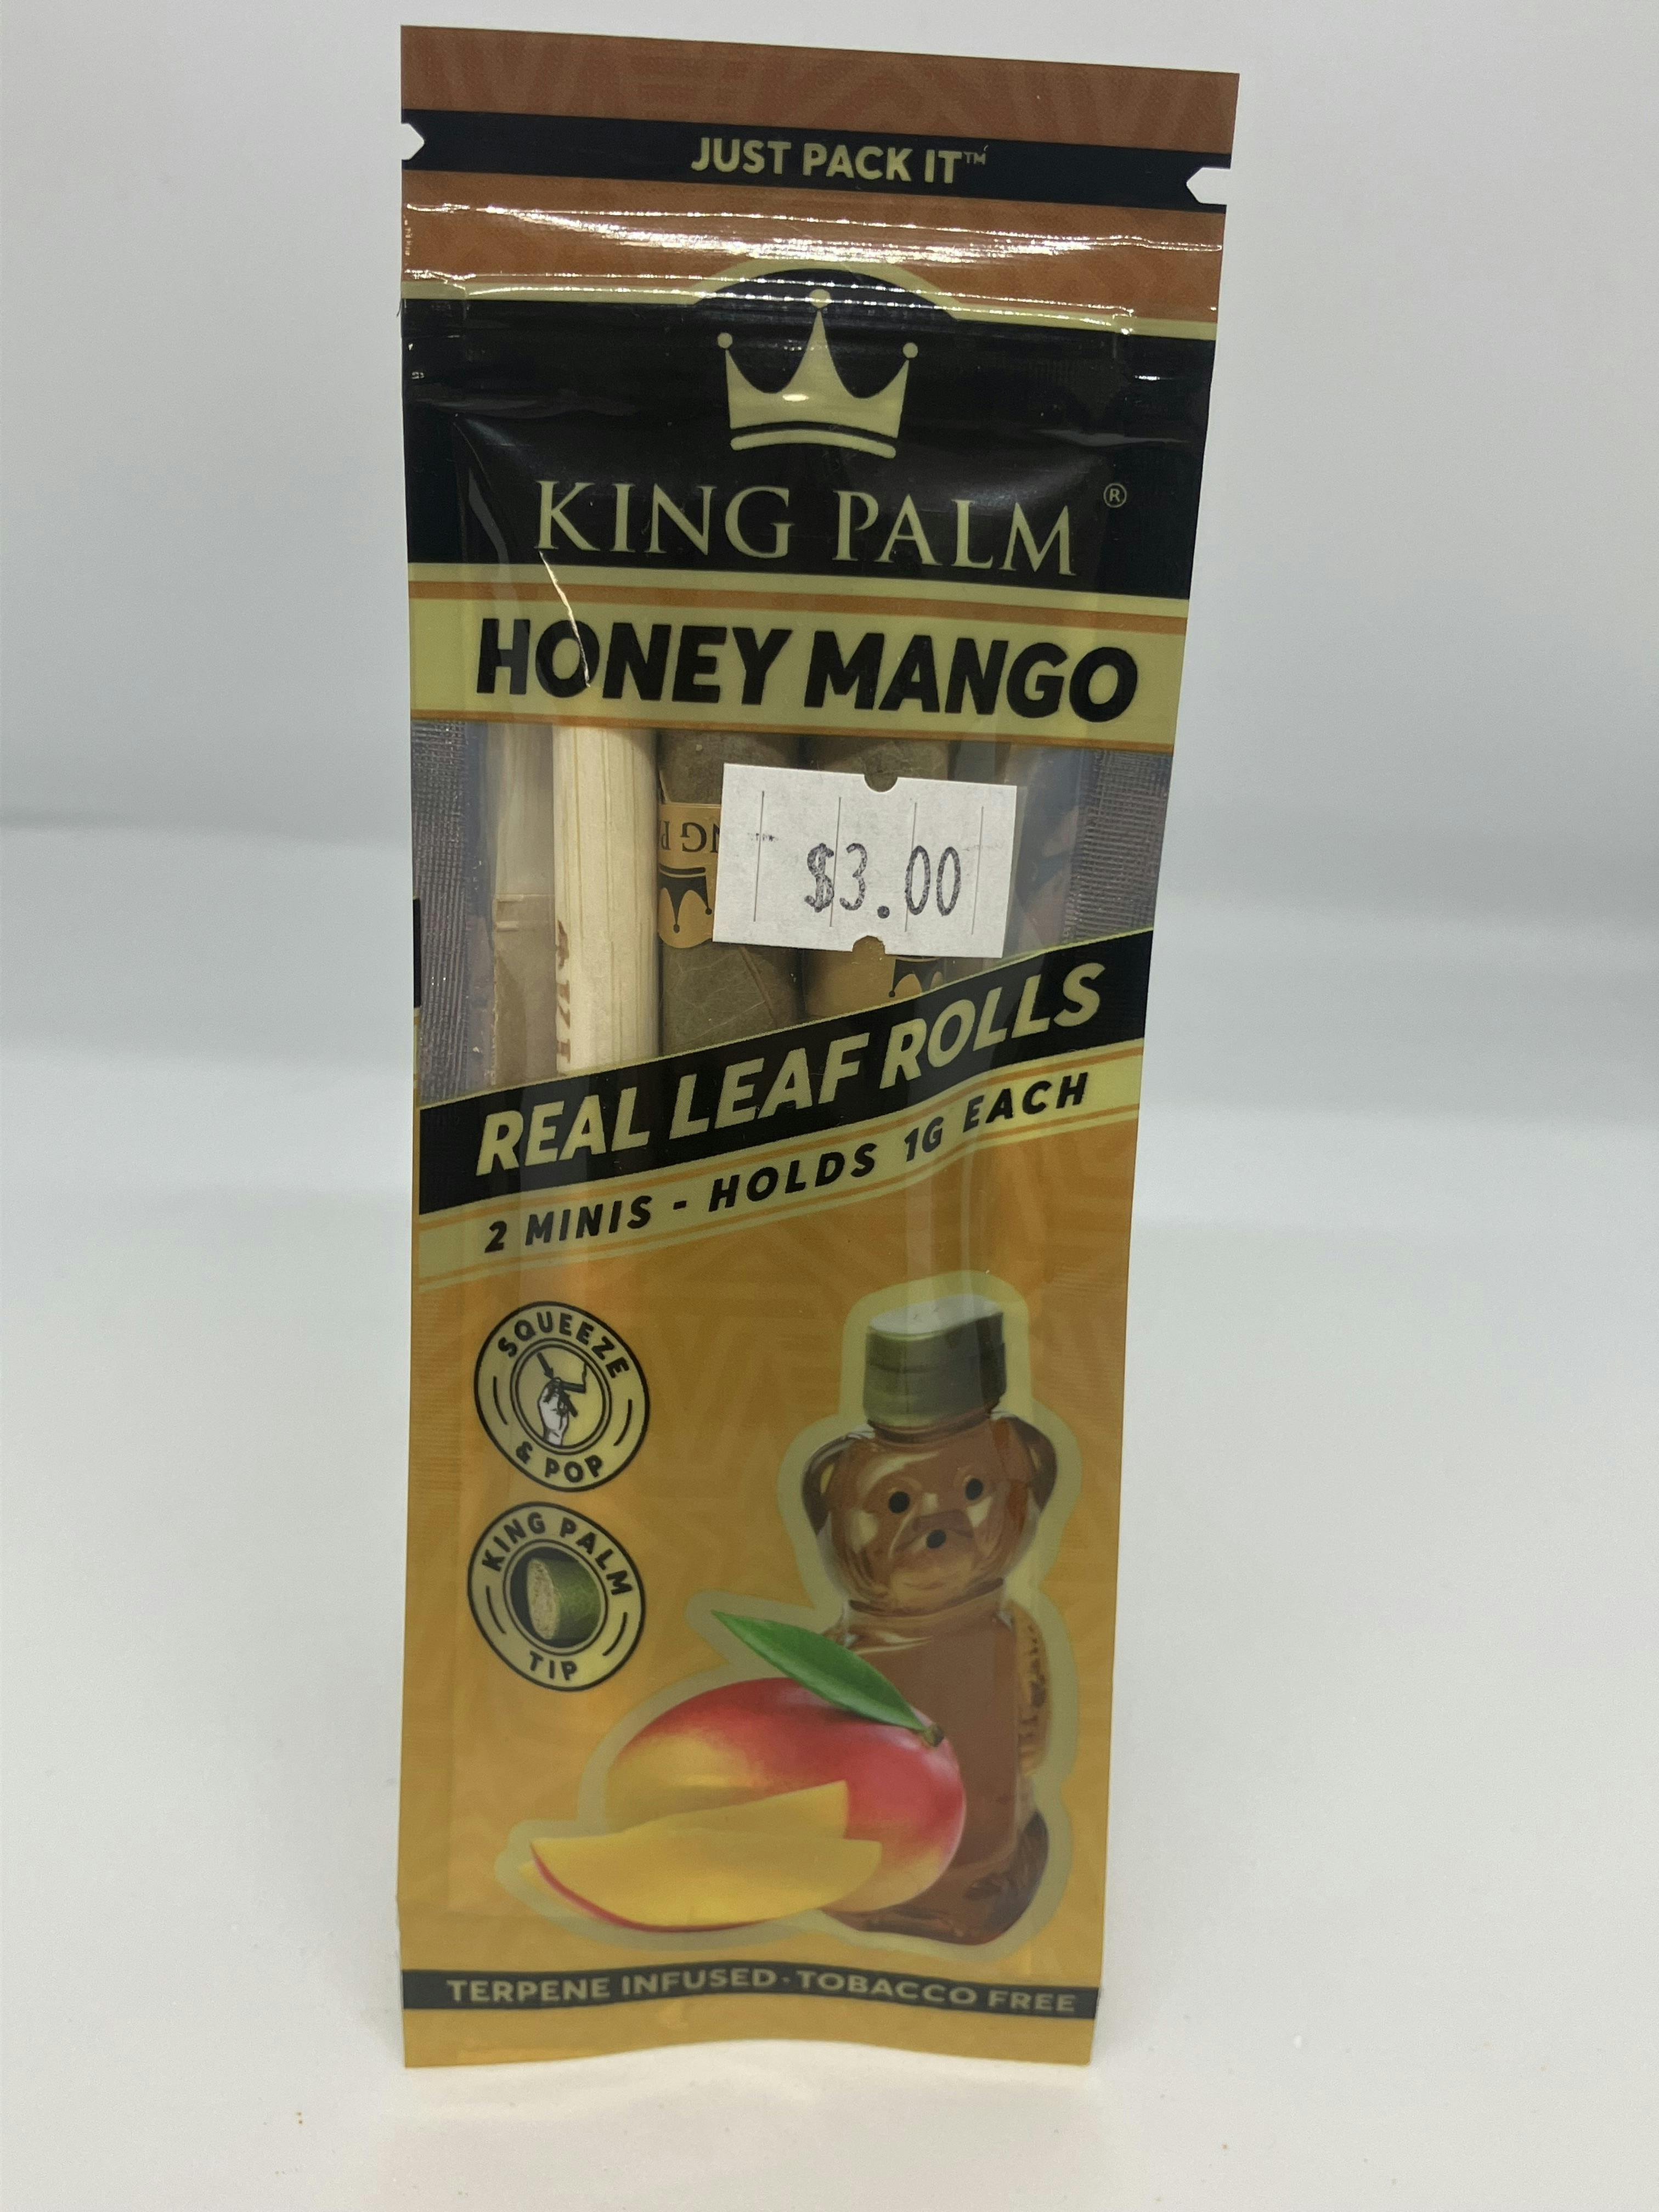 JUST PACK IT™
KING PALM®
HONEY MANGO
$3.00
REAL LEAF ROLLS
2 MINIS - HOLDS 1G EACH
SQUEEZE
& POP
KING PALM
TIP
TERPENE INFUSED·TOBACCO FREE